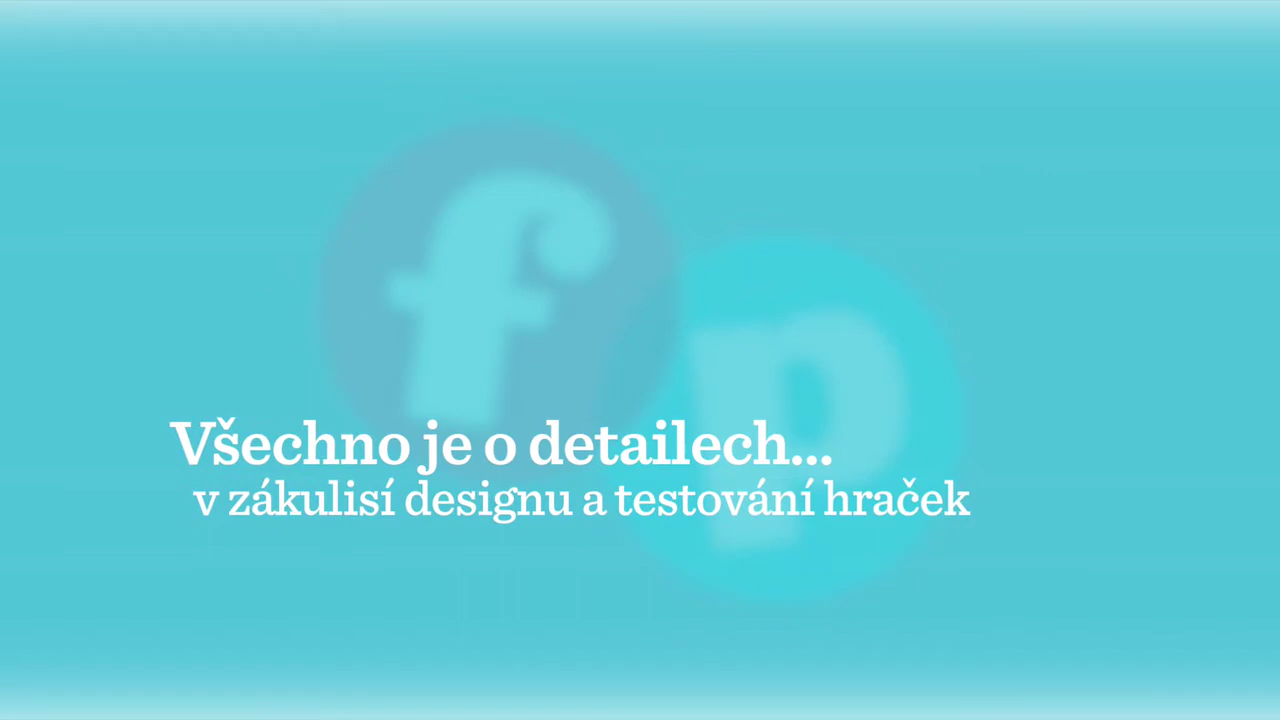 f
p
Všechno je o detailech...
v zákulisí designu a testování hraček